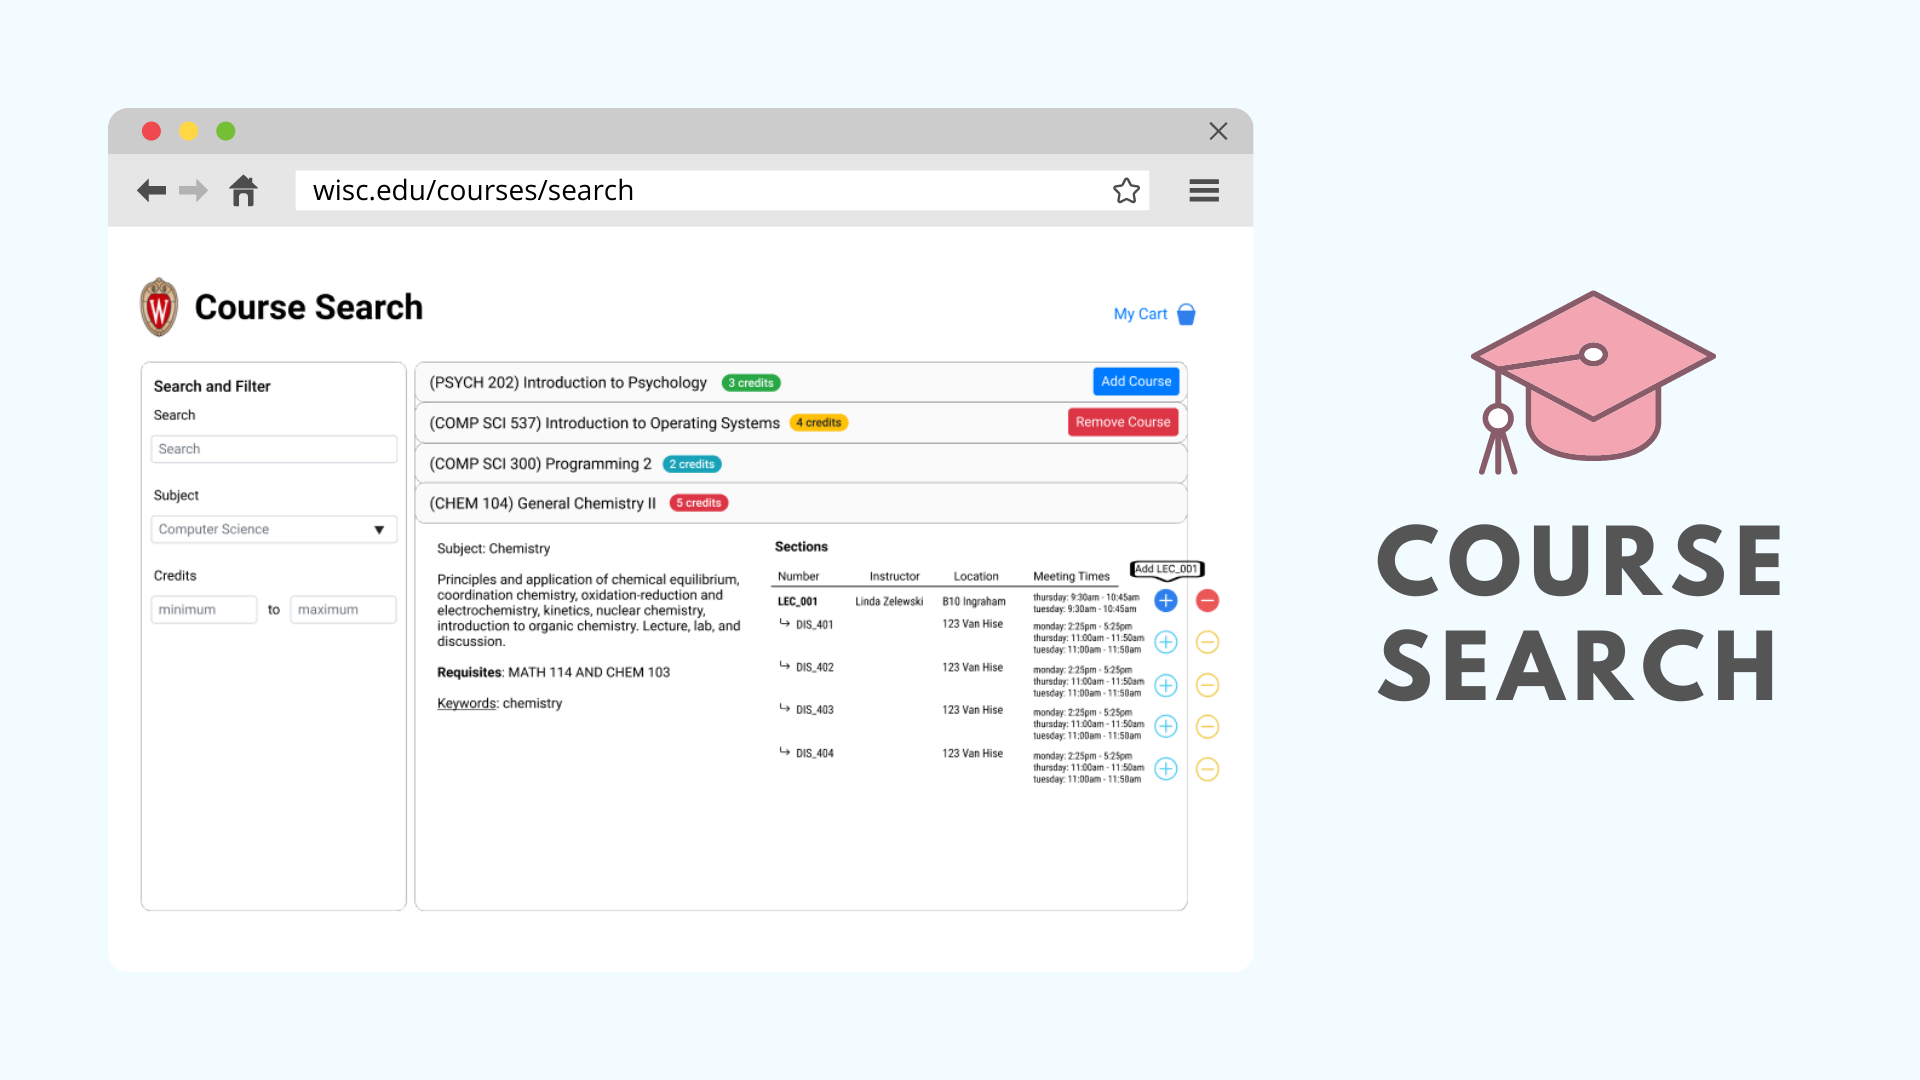 wisc.edu/courses/search
W
Course Search
My Cart
Search and Filter
Search
Search
Subject
Computer Science
Credits
minimum to maximum
(PSYCH 202) Introduction to Psychology 3 credits Add Course
(COMP SCI 537) Introduction to Operating Systems 4 credits Remove Course
(COMP SCI 300) Programming 2 2 credits
(CHEM 104) General Chemistry II 5 credits
Subject: Chemistry
Principles and application of chemical equilibrium,
coordination chemistry, oxidation-reduction and
electrochemistry, kinetics, nuclear chemistry,
introduction to organic chemistry. Lecture, lab, and
discussion.
Requisites: MATH 114 AND CHEM 103
Keywords: chemistry
Sections
Number Instructor Location Meeting Times
Add LEC_001
LEC_001 Linda Zelewski B10 Ingraham thursday: 9:30am - 10:45am
tuesday: 9:30am - 10:45am
DIS_401 123 Van Hise monday: 2:25pm - 5:25pm
thursday: 11:00am - 11:50am
tuesday: 11:00am - 11:50am
DIS_402 123 Van Hise monday: 2:25pm - 5:25pm
thursday: 11:00am - 11:50am
tuesday: 11:00am - 11:50am
DIS_403 123 Van Hise monday: 2:25pm - 5:25pm
thursday: 11:00am - 11:50am
tuesday: 11:00am - 11:50am
DIS_404 123 Van Hise monday: 2:25pm - 5:25pm
thursday: 11:00am - 11:50am
tuesday: 11:00am - 11:50am
COURSE
SEARCH